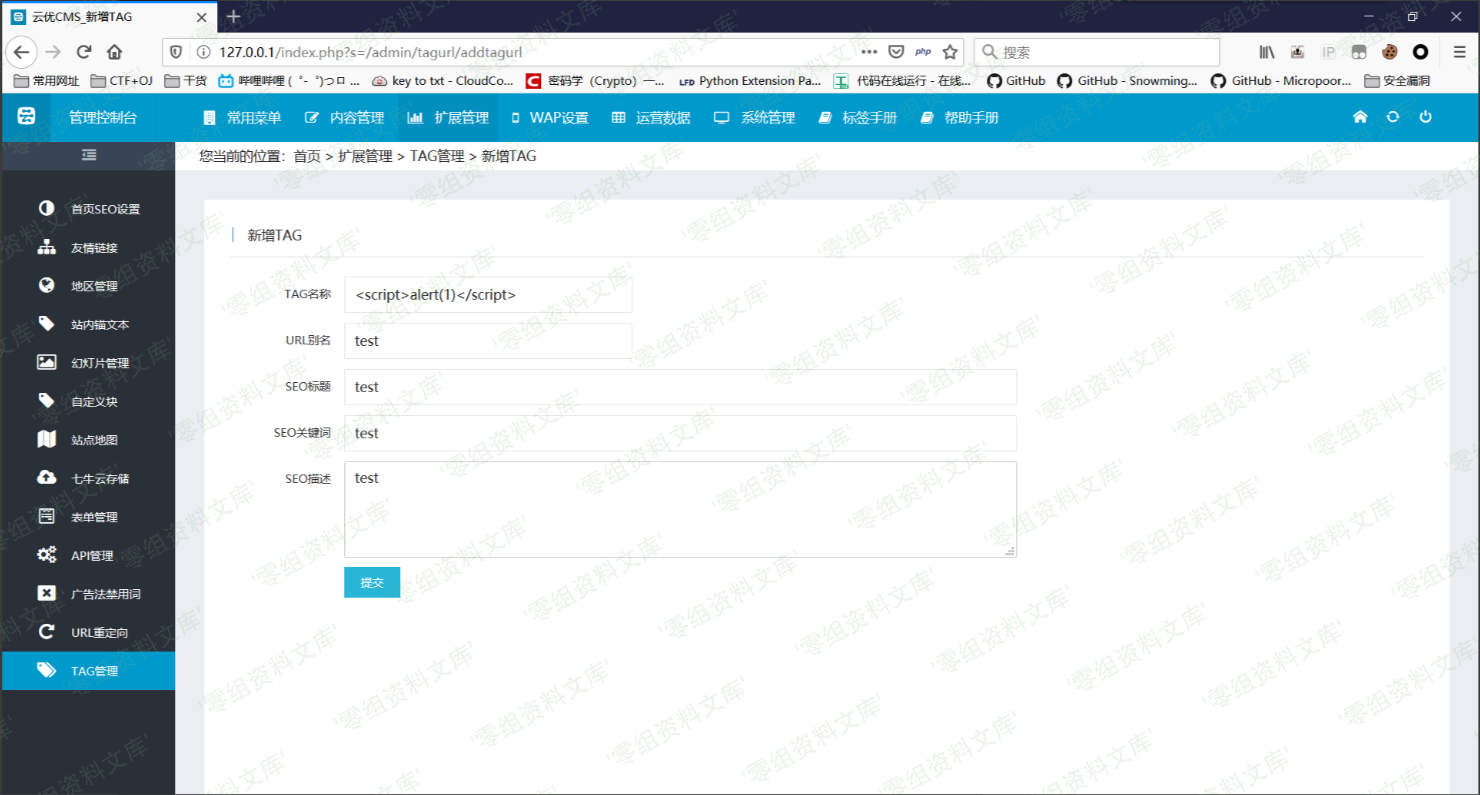 云优CMS_新增TAG
127.0.0.1/index.php?s=/admin/tagurl/addtagurl
php
搜索
IP
常用网址
CTF+OJ
干货
哔哩哔哩 (゜-゜)つロ ...
key to txt - CloudCo...
密码学（Crypto）一-...
LFD Python Extension Pa...
代码在线运行 - 在线...
GitHub
GitHub - Snowming...
GitHub - Micropoor...
安全漏洞
管理控制台
常用菜单
内容管理
扩展管理
WAP设置
运营数据
系统管理
标签手册
帮助手册
您当前的位置：首页 > 扩展管理 > TAG管理 > 新增TAG
首页SEO设置
友情链接
地区管理
站内锚文本
幻灯片管理
自定义块
站点地图
七牛云存储
表单管理
API管理
广告法禁用词
URL重定向
TAG管理
新增TAG
TAG名称
<script>alert(1)</script>
URL别名
test
SEO标题
test
SEO关键词
test
SEO描述
test
提交
'零组资料文库'